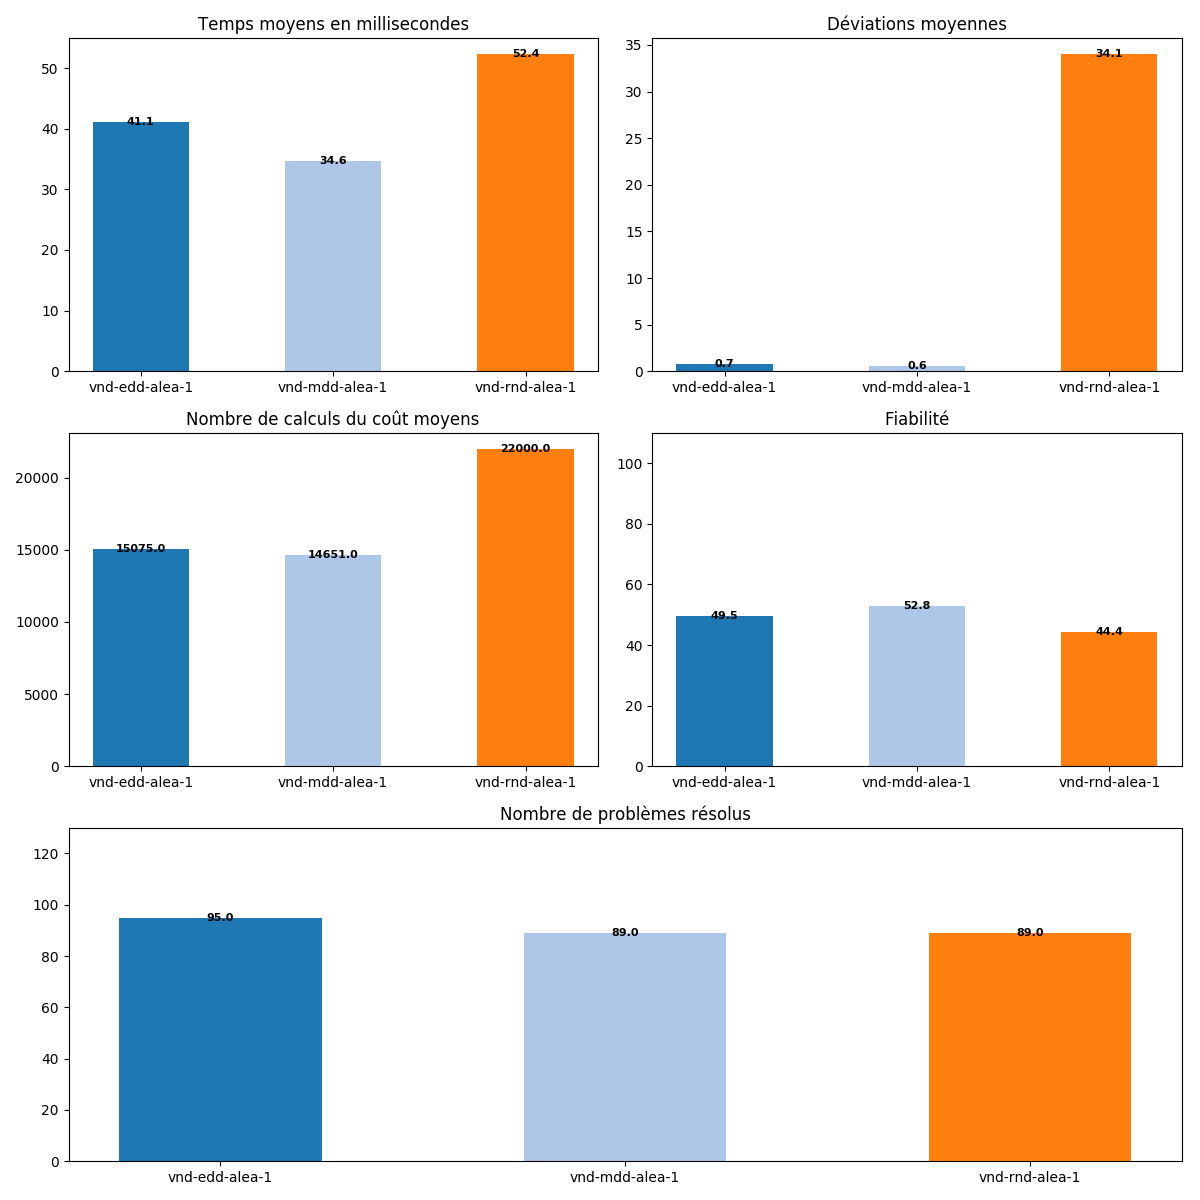 Temps moyens en millisecondes
50
40
30
20
10
0
41.1
34.6
52.4
vnd-edd-alea-1
vnd-mdd-alea-1
vnd-rnd-alea-1
Déviations moyennes
35
30
25
20
15
10
5
0
0.7
0.6
34.1
vnd-edd-alea-1
vnd-mdd-alea-1
vnd-rnd-alea-1
Nombre de calculs du coût moyens
20000
15000
10000
5000
0
15075.0
14651.0
22000.0
vnd-edd-alea-1
vnd-mdd-alea-1
vnd-rnd-alea-1
Fiabilité
100
80
60
40
20
0
49.5
52.8
44.4
vnd-edd-alea-1
vnd-mdd-alea-1
vnd-rnd-alea-1
Nombre de problèmes résolus
120
100
80
60
40
20
0
95.0
89.0
89.0
vnd-edd-alea-1
vnd-mdd-alea-1
vnd-rnd-alea-1